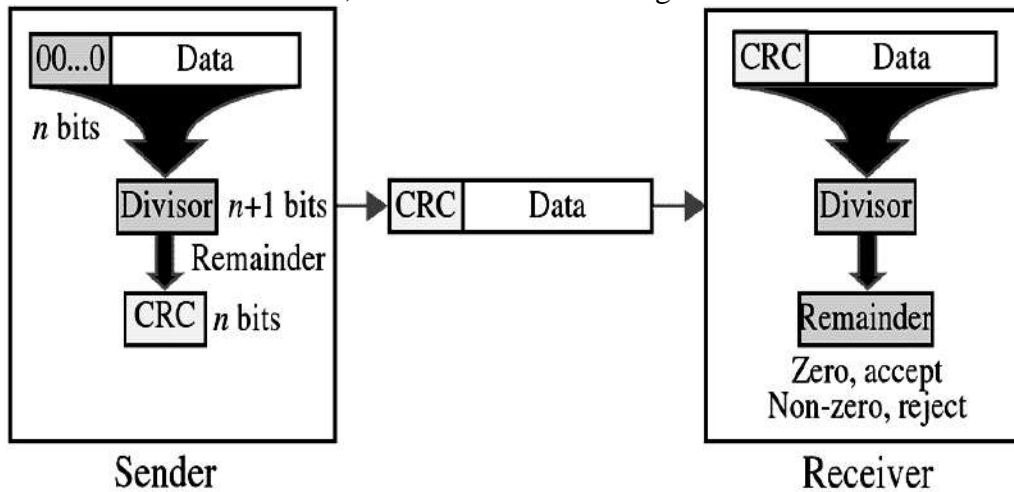 00...0 Data
n bits
Divisor n+1 bits
Remainder
CRC n bits
Sender
CRC Data
CRC Data
Divisor
Remainder
Zero, accept
Non-zero, reject
Receiver